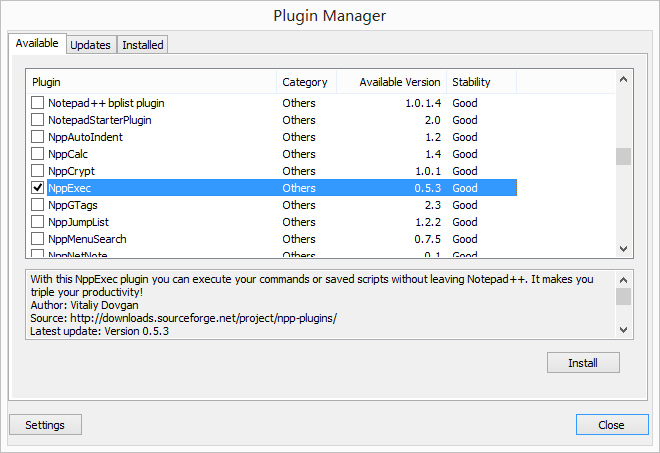 Plugin Manager
Available Updates Installed
Plugin Category Available Version Stability
Notepad++ bplist plugin Others 1.0.1.4 Good
NotepadStarterPlugin Others 2.0 Good
NppAutoIndent Others 1.2 Good
NppCalc Others 1.4 Good
NppCrypt Others 1.0.1 Good
NppExec Others 0.5.3 Good
NppGTags Others 2.3 Good
NppJumpList Others 1.2.2 Good
NppMenuSearch Others 0.7.5 Good
NppNetNote Others 0.1 Good
With this NppExec plugin you can execute your commands or saved scripts without leaving Notepad++. It makes you
triple your productivity!
Author: Vitaliy Dovgan
Source: http://downloads.sourceforge.net/project/npp-plugins/
Latest update: Version 0.5.3
Install
Settings Close